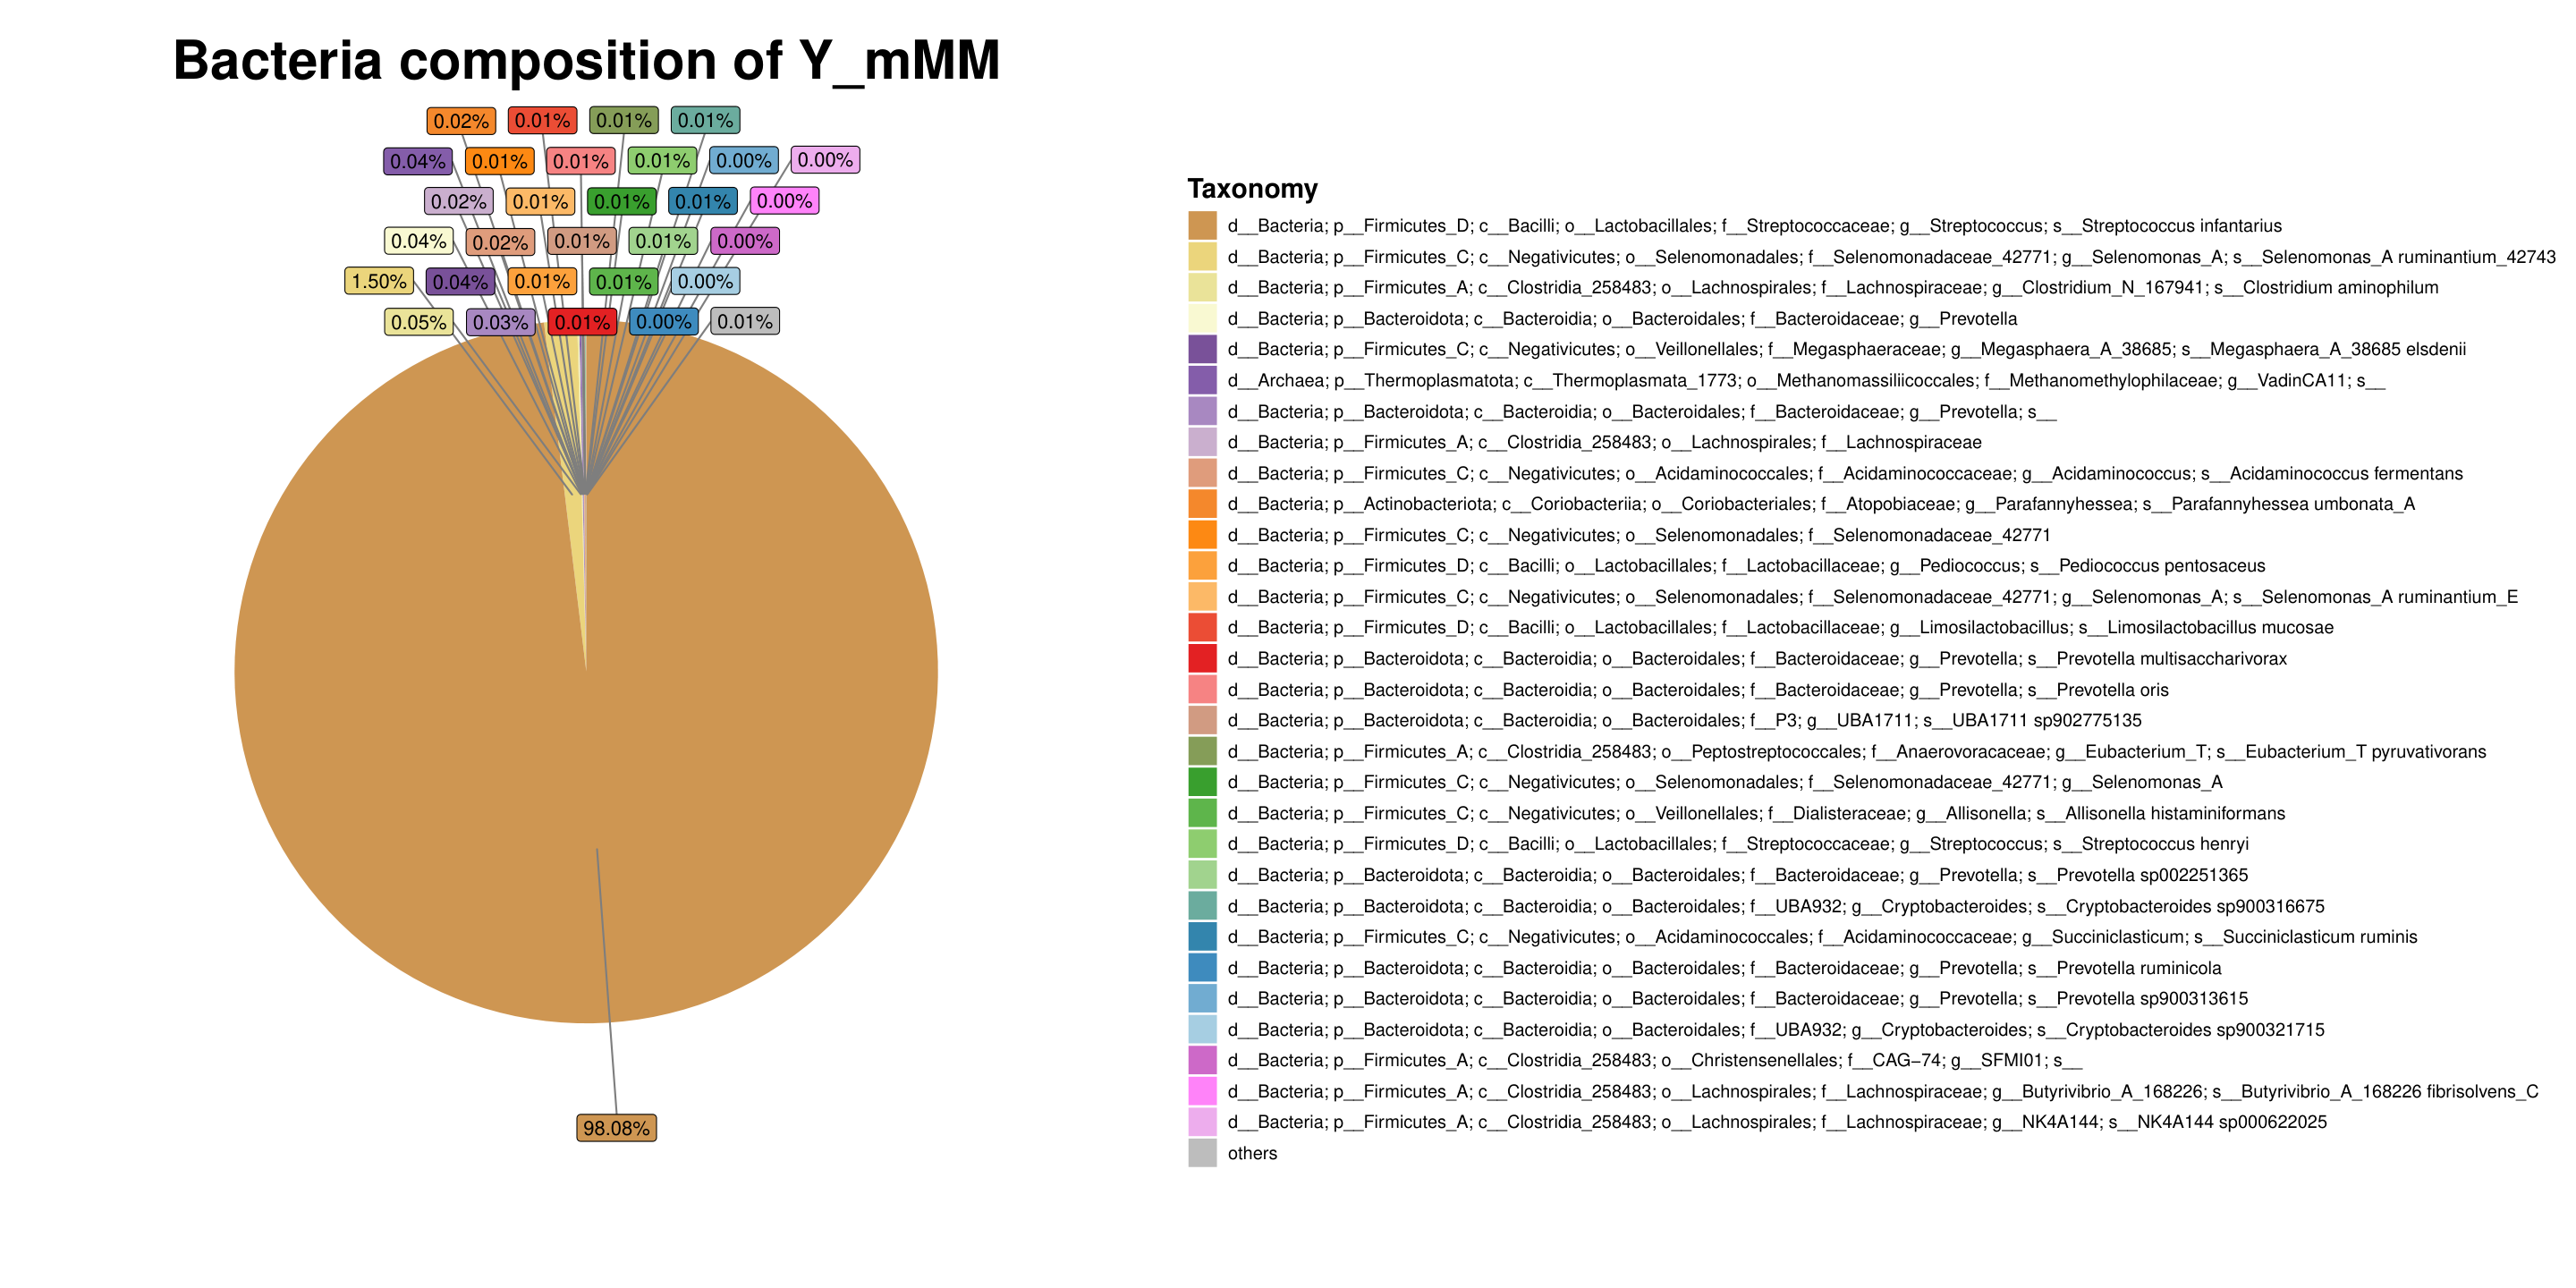 Bacteria composition of Y_mMM
0.02% 0.01% 0.01% 0.01%
0.04% 0.01% 0.01% 0.01% 0.00% 0.00%
0.02% 0.01% 0.01% 0.01% 0.00%
0.04% 0.02% 0.01% 0.01% 0.00%
1.50% 0.04% 0.01% 0.01% 0.00%
0.05% 0.03% 0.01% 0.00% 0.01%
98.08%
Taxonomy
d__Bacteria; p__Firmicutes_D; c__Bacilli; o__Lactobacillales; f__Streptococcaceae; g__Streptococcus; s__Streptococcus infantarius
d__Bacteria; p__Firmicutes_C; c__Negativicutes; o__Selenomonadales; f__Selenomonadaceae_42771; g__Selenomonas_A; s__Selenomonas_A ruminantium_42743
d__Bacteria; p__Firmicutes_A; c__Clostridia_258483; o__Lachnospirales; f__Lachnospiraceae; g__Clostridium_N_167941; s__Clostridium aminophilum
d__Bacteria; p__Bacteroidota; c__Bacteroidia; o__Bacteroidales; f__Bacteroidaceae; g__Prevotella
d__Bacteria; p__Firmicutes_C; c__Negativicutes; o__Veillonellales; f__Megasphaeraceae; g__Megasphaera_A_38685; s__Megasphaera_A_38685 elsdenii
d__Archaea; p__Thermoplasmatota; c__Thermoplasmata_1773; o__Methanomassiliicoccales; f__Methanomethylophilaceae; g__VadinCA11; s__
d__Bacteria; p__Bacteroidota; c__Bacteroidia; o__Bacteroidales; f__Bacteroidaceae; g__Prevotella; s__
d__Bacteria; p__Firmicutes_A; c__Clostridia_258483; o__Lachnospirales; f__Lachnospiraceae
d__Bacteria; p__Firmicutes_C; c__Negativicutes; o__Acidaminococcales; f__Acidaminococcaceae; g__Acidaminococcus; s__Acidaminococcus fermentans
d__Bacteria; p__Actinobacteriota; c__Coriobacteriia; o__Coriobacteriales; f__Atopobiaceae; g__Parafannyhessea; s__Parafannyhessea umbonata_A
d__Bacteria; p__Firmicutes_C; c__Negativicutes; o__Selenomonadales; f__Selenomonadaceae_42771
d__Bacteria; p__Firmicutes_D; c__Bacilli; o__Lactobacillales; f__Lactobacillaceae; g__Pediococcus; s__Pediococcus pentosaceus
d__Bacteria; p__Firmicutes_C; c__Negativicutes; o__Selenomonadales; f__Selenomonadaceae_42771; g__Selenomonas_A; s__Selenomonas_A ruminantium_E
d__Bacteria; p__Firmicutes_D; c__Bacilli; o__Lactobacillales; f__Lactobacillaceae; g__Limosilactobacillus; s__Limosilactobacillus mucosae
d__Bacteria; p__Bacteroidota; c__Bacteroidia; o__Bacteroidales; f__Bacteroidaceae; g__Prevotella; s__Prevotella multisaccharivorax
d__Bacteria; p__Bacteroidota; c__Bacteroidia; o__Bacteroidales; f__Bacteroidaceae; g__Prevotella; s__Prevotella oris
d__Bacteria; p__Bacteroidota; c__Bacteroidia; o__Bacteroidales; f__P3; g__UBA1711; s__UBA1711 sp902775135
d__Bacteria; p__Firmicutes_A; c__Clostridia_258483; o__Peptostreptococcales; f__Anaerovoracaceae; g__Eubacterium_T; s__Eubacterium_T pyruvativorans
d__Bacteria; p__Firmicutes_C; c__Negativicutes; o__Selenomonadales; f__Selenomonadaceae_42771; g__Selenomonas_A
d__Bacteria; p__Firmicutes_C; c__Negativicutes; o__Veillonellales; f__Dialisteraceae; g__Allisonella; s__Allisonella histaminiformans
d__Bacteria; p__Firmicutes_D; c__Bacilli; o__Lactobacillales; f__Streptococcaceae; g__Streptococcus; s__Streptococcus henryi
d__Bacteria; p__Bacteroidota; c__Bacteroidia; o__Bacteroidales; f__Bacteroidaceae; g__Prevotella; s__Prevotella sp002251365
d__Bacteria; p__Bacteroidota; c__Bacteroidia; o__Bacteroidales; f__UBA932; g__Cryptobacteroides; s__Cryptobacteroides sp900316675
d__Bacteria; p__Firmicutes_C; c__Negativicutes; o__Acidaminococcales; f__Acidaminococcaceae; g__Succiniclasticum; s__Succiniclasticum ruminis
d__Bacteria; p__Bacteroidota; c__Bacteroidia; o__Bacteroidales; f__Bacteroidaceae; g__Prevotella; s__Prevotella ruminicola
d__Bacteria; p__Bacteroidota; c__Bacteroidia; o__Bacteroidales; f__Bacteroidaceae; g__Prevotella; s__Prevotella sp900313615
d__Bacteria; p__Bacteroidota; c__Bacteroidia; o__Bacteroidales; f__UBA932; g__Cryptobacteroides; s__Cryptobacteroides sp900321715
d__Bacteria; p__Firmicutes_A; c__Clostridia_258483; o__Christensenellales; f__CAG−74; g__SFMI01; s__
d__Bacteria; p__Firmicutes_A; c__Clostridia_258483; o__Lachnospirales; f__Lachnospiraceae; g__Butyrivibrio_A_168226; s__Butyrivibrio_A_168226 fibrisolvens_C
d__Bacteria; p__Firmicutes_A; c__Clostridia_258483; o__Lachnospirales; f__Lachnospiraceae; g__NK4A144; s__NK4A144 sp000622025
others